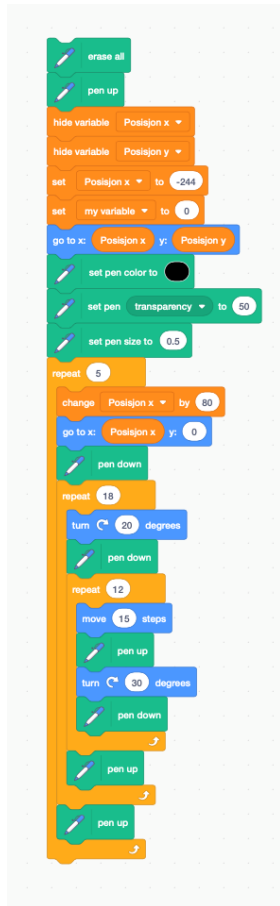 erase all
pen up
hide variable Posisjon x
hide variable Posisjon y
set Posisjon x to -244
set my variable to 0
go to x: Posisjon x y: Posisjon y
set pen color to
set pen transparency to 50
set pen size to 0.5
repeat 5
change Posisjon x by 80
go to x: Posisjon x y: 0
pen down
repeat 18
turn 20 degrees
pen down
repeat 12
move 15 steps
pen up
turn 30 degrees
pen down
pen up
pen up